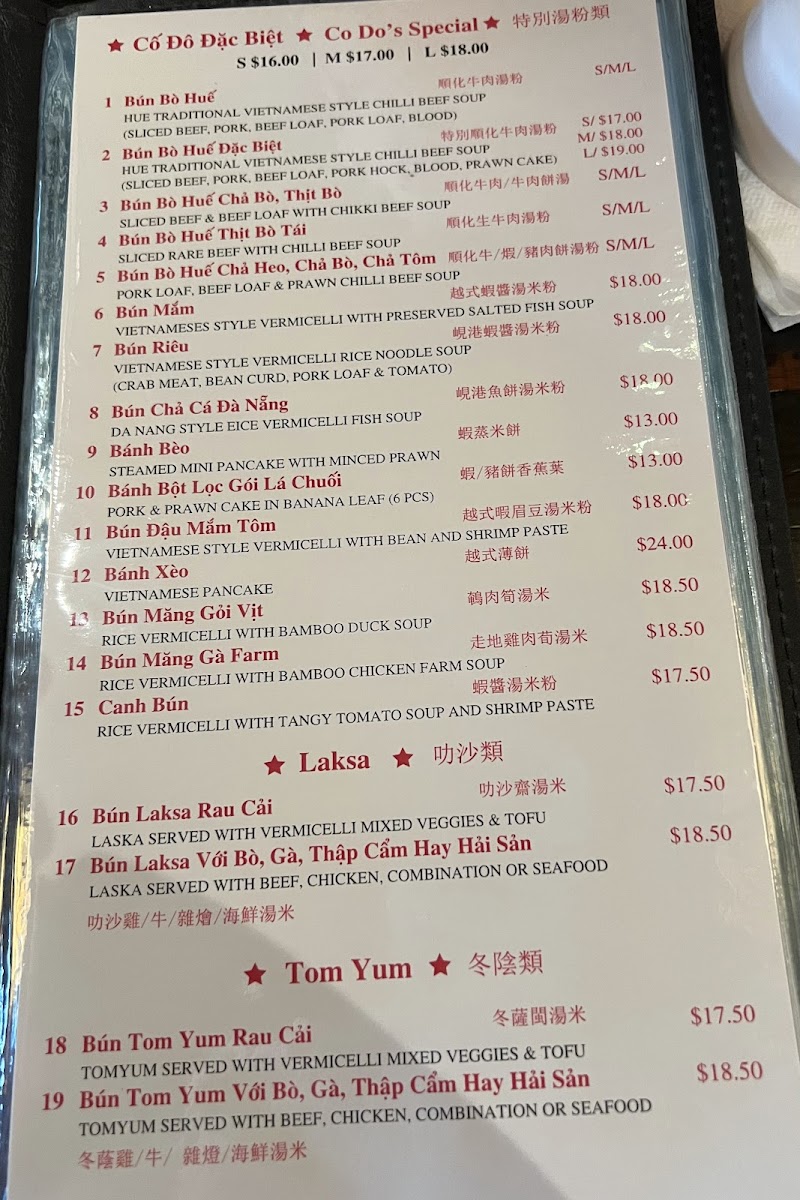 ★ Cố Đô Đặc Biệt ★ Co Do's Special ★ 特別湯粉類
S $16.00 | M $17.00 | L $18.00
1 Bún Bò Huế 順化牛肉湯粉 S/M/L
HUE TRADITIONAL VIETNAMESE STYLE CHILLI BEEF SOUP
(SLICED BEEF, PORK, BEEF LOAF, PORK LOAF, BLOOD)
2 Bún Bò Huế Đặc Biệt 特別順化牛肉湯粉 S/ $17.00
HUE TRADITIONAL VIETNAMESE STYLE CHILLI BEEF SOUP M/ $18.00
(SLICED BEEF, PORK, BEEF LOAF, PORK HOCK, BLOOD, PRAWN CAKE) L/ $19.00
3 Bún Bò Huế Chả Bò, Thịt Bò 順化牛肉/牛肉餅湯 S/M/L
SLICED BEEF & BEEF LOAF WITH CHIKKI BEEF SOUP
4 Bún Bò Huế Thịt Bò Tái 順化生牛肉湯粉 S/M/L
SLICED RARE BEEF WITH CHILLI BEEF SOUP
5 Bún Bò Huế Chả Heo, Chả Bò, Chả Tôm 順化牛/蝦/豬肉餅湯粉 S/M/L
PORK LOAF, BEEF LOAF & PRAWN CHILLI BEEF SOUP
6 Bún Mắm 越式蝦醬湯米粉 $18.00
VIETNAMESES STYLE VERMICELLI WITH PRESERVED SALTED FISH SOUP
7 Bún Riêu 峴港蝦醬湯米粉 $18.00
VIETNAMESE STYLE VERMICELLI RICE NOODLE SOUP
(CRAB MEAT, BEAN CURD, PORK LOAF & TOMATO)
8 Bún Chả Cá Đà Nẵng 峴港魚餅湯米粉 $18.00
DA NANG STYLE EICE VERMICELLI FISH SOUP
9 Bánh Bèo 蝦蒸米餅 $13.00
STEAMED MINI PANCAKE WITH MINCED PRAWN
10 Bánh Bột Lọc Gói Lá Chuối 蝦/豬餅香蕉葉 $13.00
PORK & PRAWN CAKE IN BANANA LEAF (6 PCS)
11 Bún Đậu Mắm Tôm 越式暇眉豆湯米粉 $18.00
VIETNAMESE STYLE VERMICELLI WITH BEAN AND SHRIMP PASTE
12 Bánh Xèo 越式薄餅 $24.00
VIETNAMESE PANCAKE
13 Bún Măng Gỏi Vịt 鵪肉筍湯米 $18.50
RICE VERMICELLI WITH BAMBOO DUCK SOUP
14 Bún Măng Gà Farm 走地雞肉荀湯米 $18.50
RICE VERMICELLI WITH BAMBOO CHICKEN FARM SOUP
15 Canh Bún 蝦醬湯米粉 $17.50
RICE VERMICELLI WITH TANGY TOMATO SOUP AND SHRIMP PASTE
★ Laksa ★ 叻沙類
16 Bún Laksa Rau Cải 叻沙齋湯米 $17.50
LASKA SERVED WITH VERMICELLI MIXED VEGGIES & TOFU
17 Bún Laksa Với Bò, Gà, Thập Cẩm Hay Hải Sản $18.50
LASKA SERVED WITH BEEF, CHICKEN, COMBINATION OR SEAFOOD
叻沙雞/牛/雜燴/海鮮湯米
★ Tom Yum ★ 冬陰類
18 Bún Tom Yum Rau Cải 冬薩閩湯米 $17.50
TOMYUM SERVED WITH VERMICELLI MIXED VEGGIES & TOFU
19 Bún Tom Yum Với Bò, Gà, Thập Cẩm Hay Hải Sản $18.50
TOMYUM SERVED WITH BEEF, CHICKEN, COMBINATION OR SEAFOOD
冬蔭雞/牛/ 雜燈/海鮮湯米